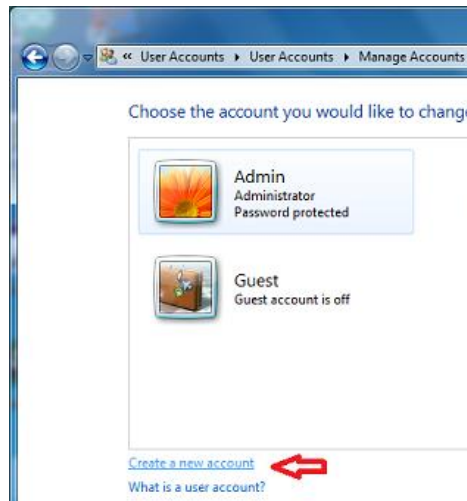 « User Accounts ▸ User Accounts ▸ Manage Accounts
Choose the account you would like to change
Admin
Administrator
Password protected
Guest
Guest account is off
Create a new account
What is a user account?